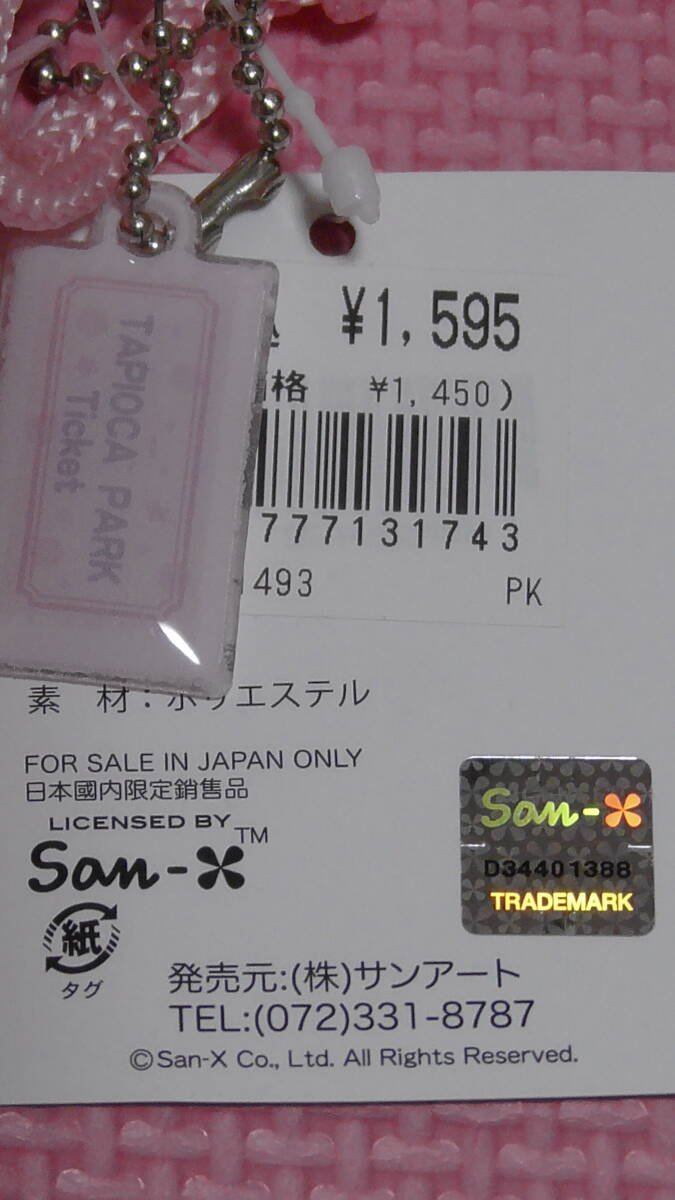 TAPIOCA PARK
Ticket
¥1,595
格 ¥1,450)
777131743
493 PK
素 材:ポリエステル
FOR SALE IN JAPAN ONLY
日本國内限定銷售品
LICENSED BY
San-X TM
San-X
D34401388
TRADEMARK
紙
タグ
発売元:(株)サンアート
TEL:(072)331-8787
©San-X Co., Ltd. All Rights Reserved.